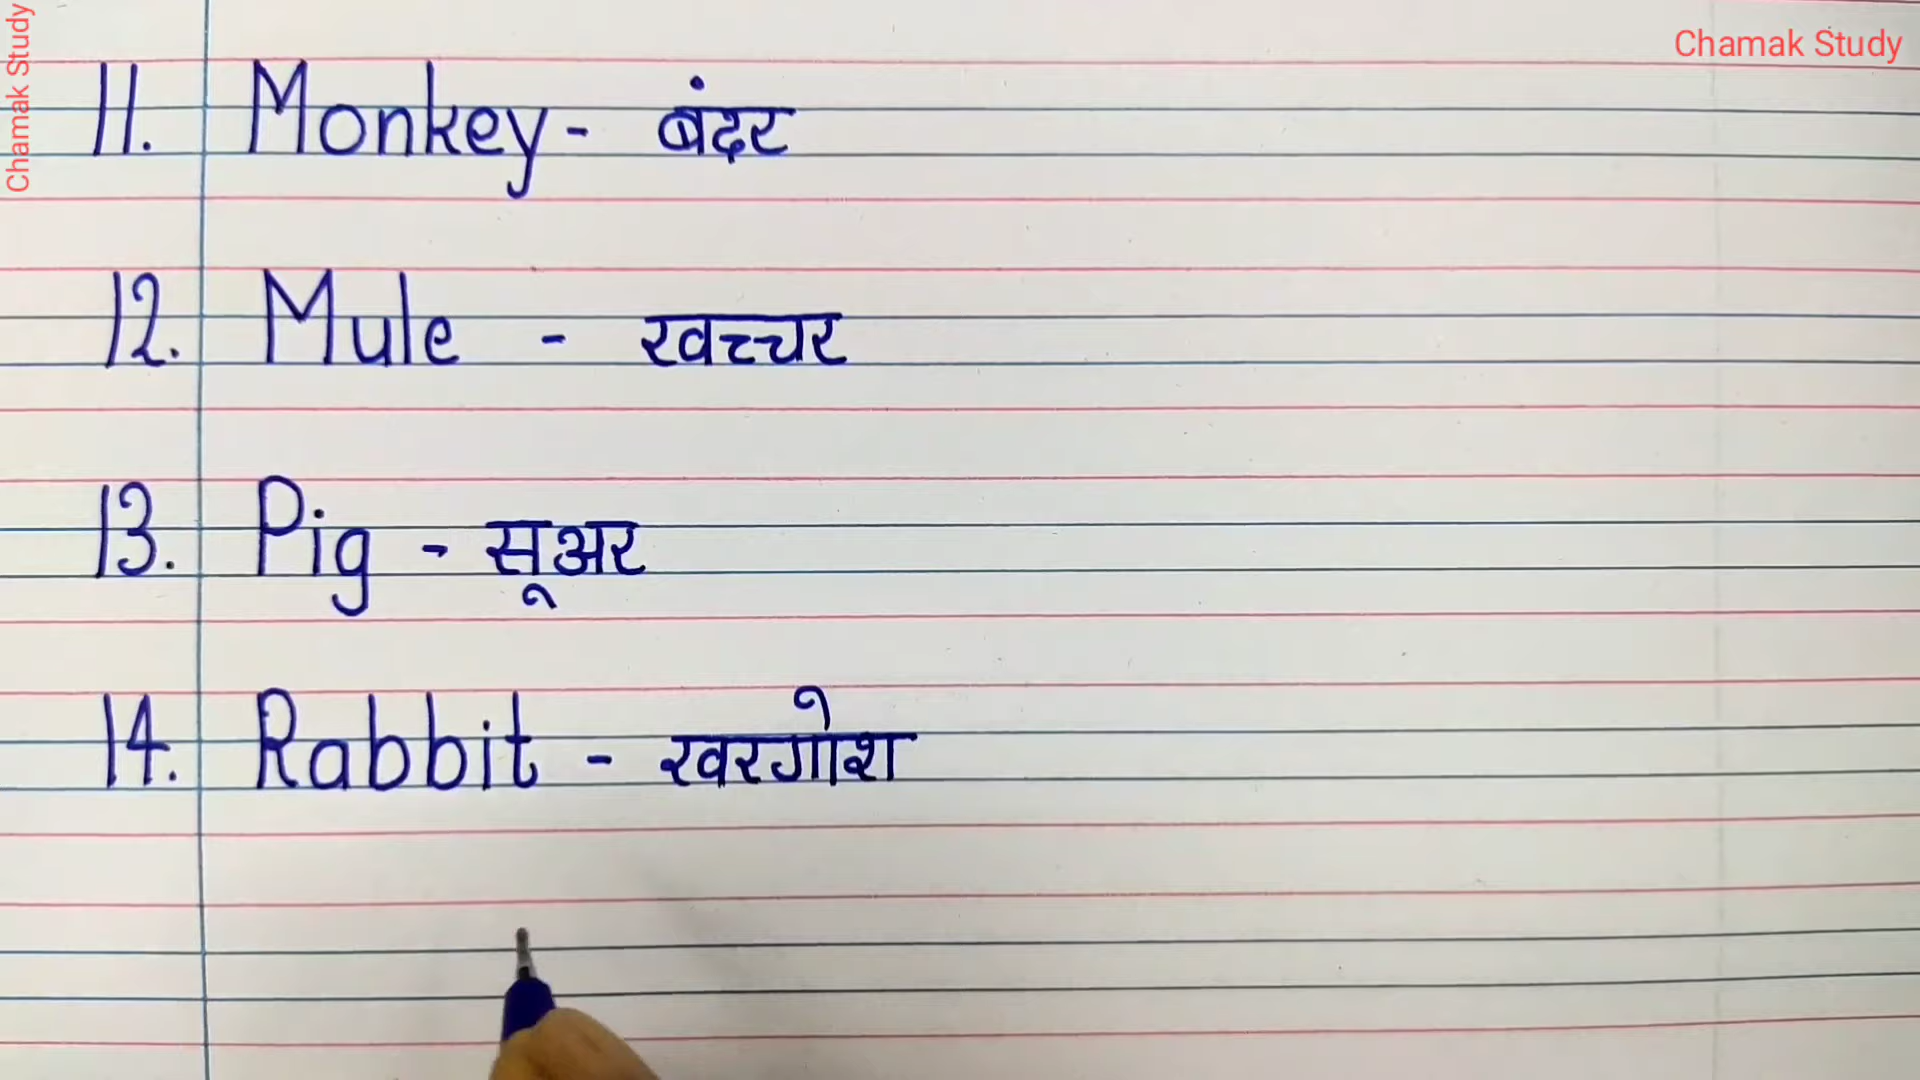 Chamak Study
Chamak Study
11. Monkey - बंदर
12. Mule - खच्चर
13. Pig - सूअर
14. Rabbit - खरगोश